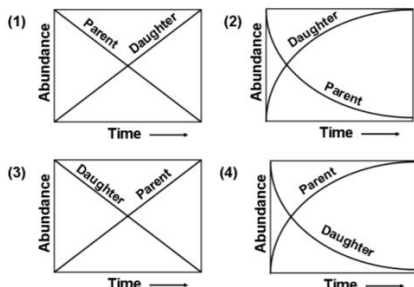 (1)
Abundance
Parent
Daughter
Time
(2)
Abundance
Daughter
Parent
Time
(3)
Abundance
Daughter
Parent
Time
(4)
Abundance
Parent
Daughter
Time